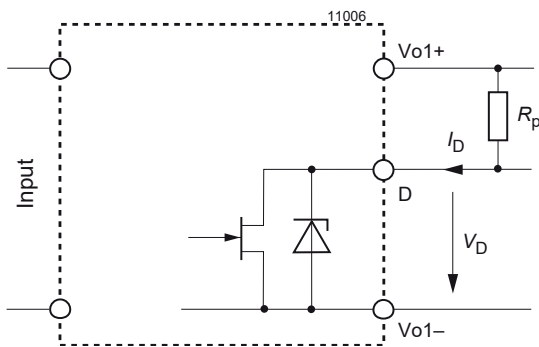 11006
Vo1+
Rp
ID
Input
D
VD
Vo1–